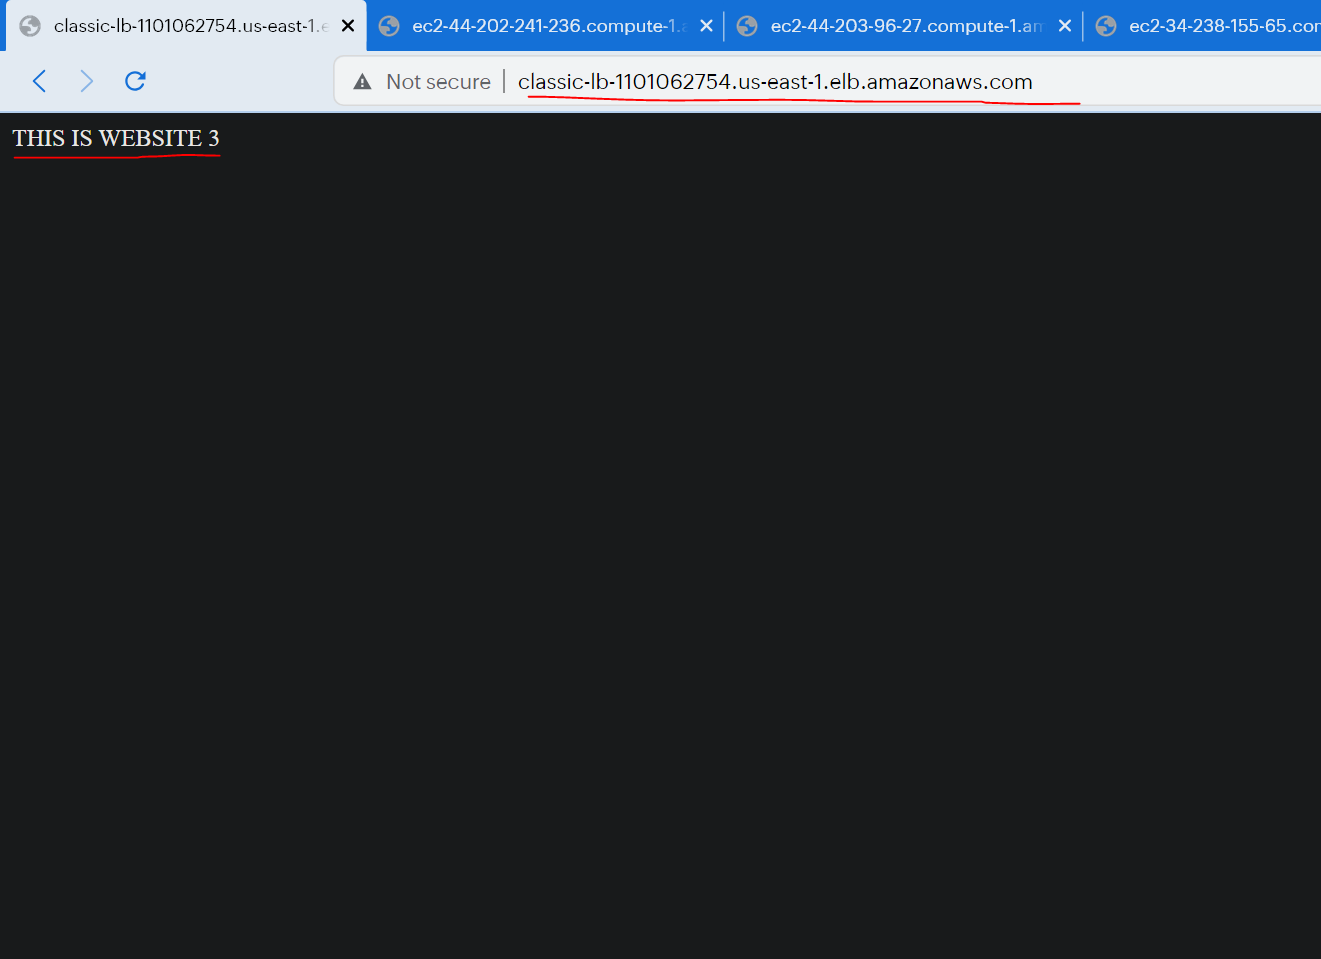 classic-lb-1101062754.us-east-1.e
ec2-44-202-241-236.compute-1.a
ec2-44-203-96-27.compute-1.am
ec2-34-238-155-65.con
Not secure
classic-lb-1101062754.us-east-1.elb.amazonaws.com
THIS IS WEBSITE 3